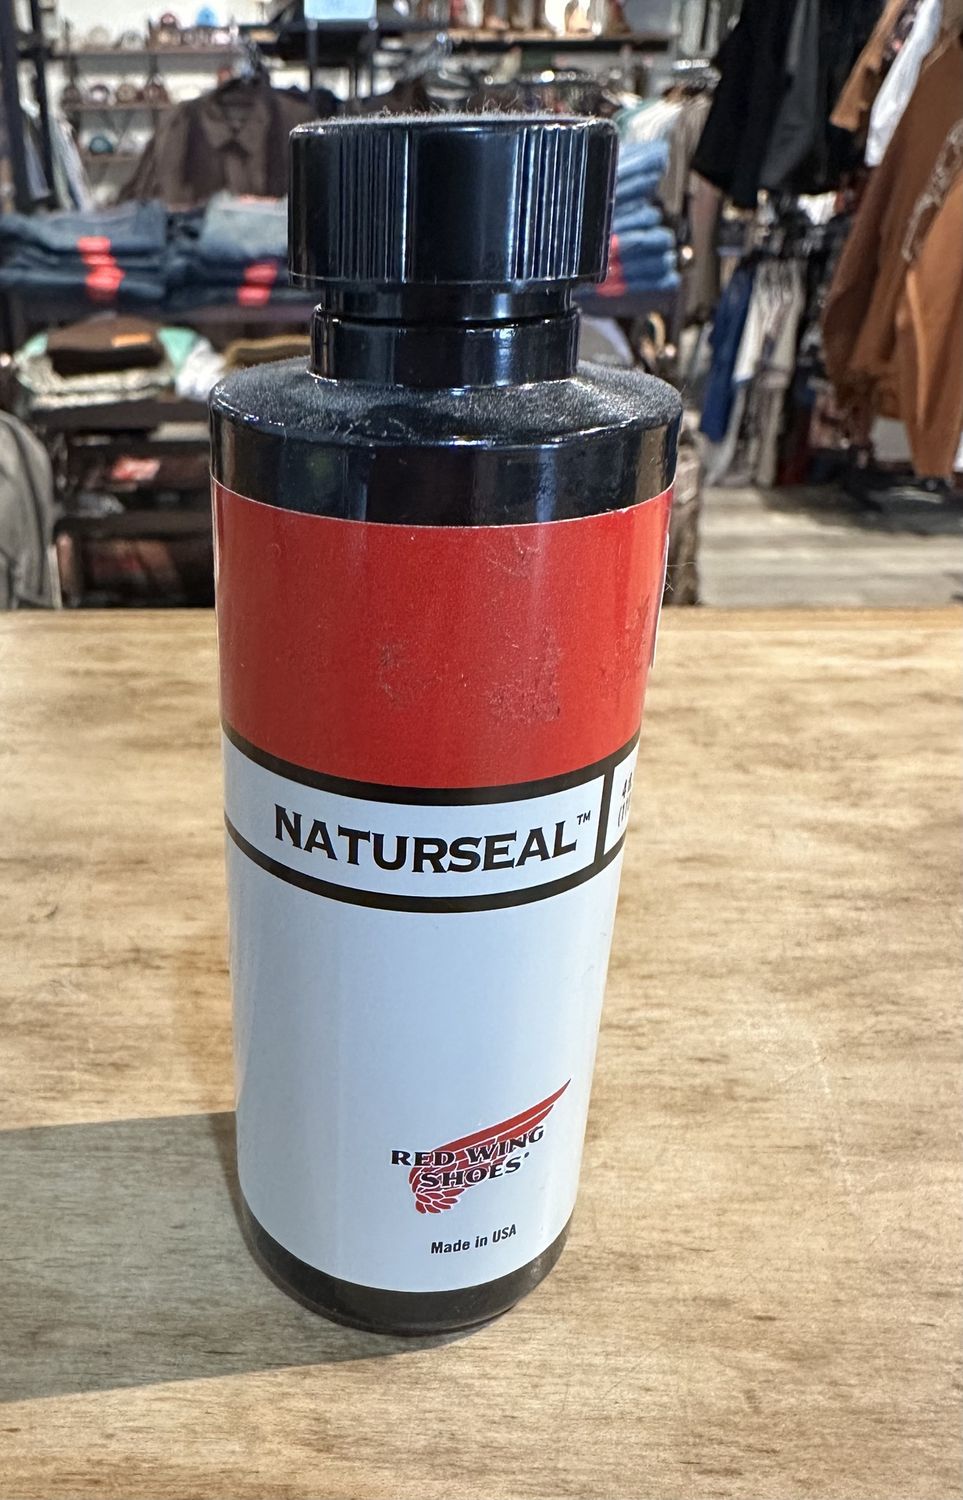 NATURSEAL™
RED WING
SHOES®
Made in USA